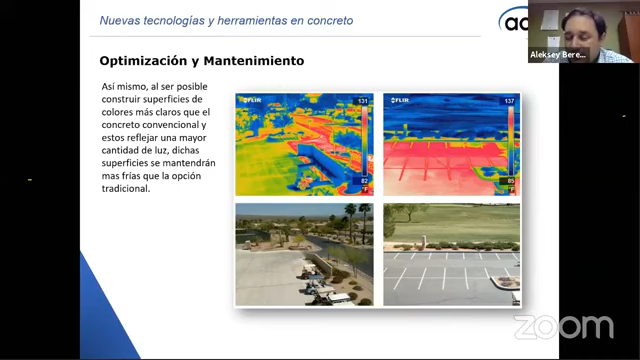 Nuevas tecnologías y herramientas en concreto
Aleksey Bere...
Optimización y Mantenimiento
Así mismo, al ser posible
construir superficies de
colores más claros que el
concreto convencional y
estos reflejar una mayor
cantidad de luz, dichas
superficies se mantendrán
mas frías que la opción
tradicional.
FLIR
131
82
°F
FLIR
137
85
°F
zoom